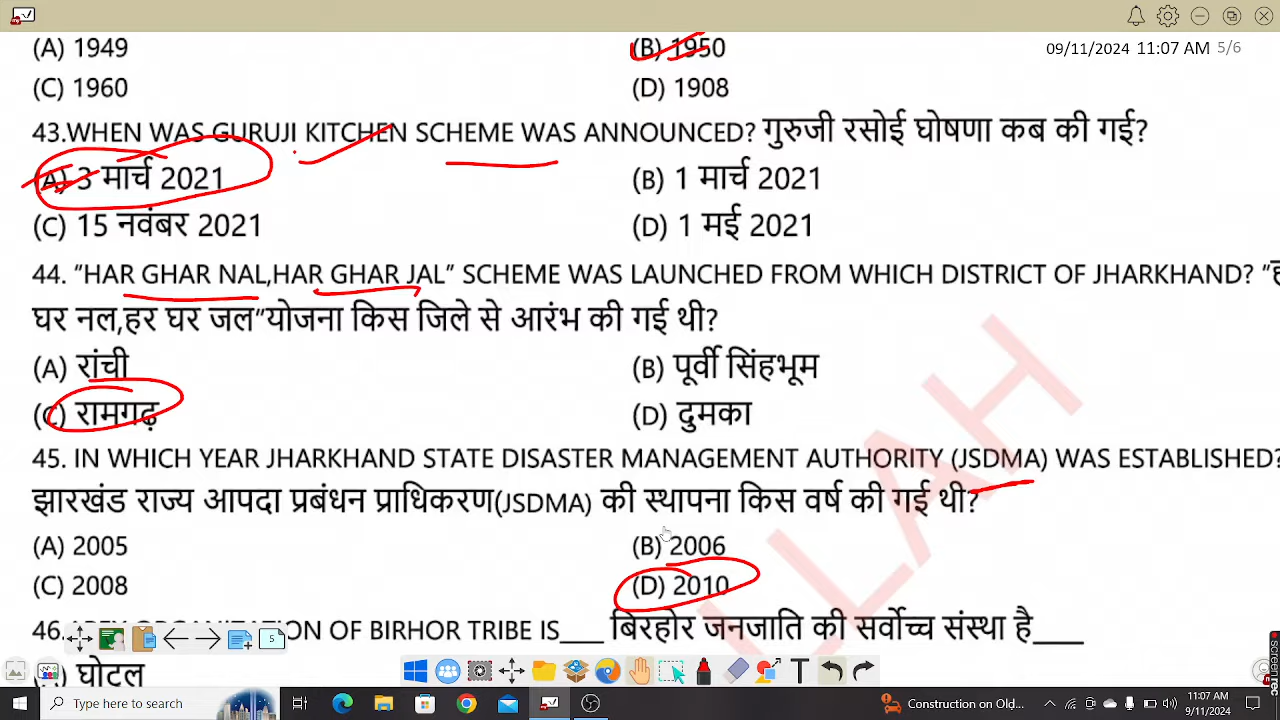 09/11/2024 11:07 AM 5/6
(A) 1949 (B) 1950
(C) 1960 (D) 1908
43.WHEN WAS GURUJI KITCHEN SCHEME WAS ANNOUNCED? गुरुजी रसोई घोषणा कब की गई?
(A) 3 मार्च 2021 (B) 1 मार्च 2021
(C) 15 नवंबर 2021 (D) 1 मई 2021
44. “HAR GHAR NAL,HAR GHAR JAL” SCHEME WAS LAUNCHED FROM WHICH DISTRICT OF JHARKHAND? “ह
घर नल,हर घर जल“योजना किस जिले से आरंभ की गई थी?
(A) रांची (B) पूर्वी सिंहभूम
(C) रामगढ़ (D) दुमका
45. IN WHICH YEAR JHARKHAND STATE DISASTER MANAGEMENT AUTHORITY (JSDMA) WAS ESTABLISHED?
झारखंड राज्य आपदा प्रबंधन प्राधिकरण(JSDMA) की स्थापना किस वर्ष की गई थी?
(A) 2005 (B) 2006
(C) 2008 (D) 2010
46. OF BIRHOR TRIBE IS___ बिरहोर जनजाति की सर्वोच्च संस्था है___
घोटल
LLAH
5
Type here to search
Construction on Old...
11:07 AM
9/11/2024